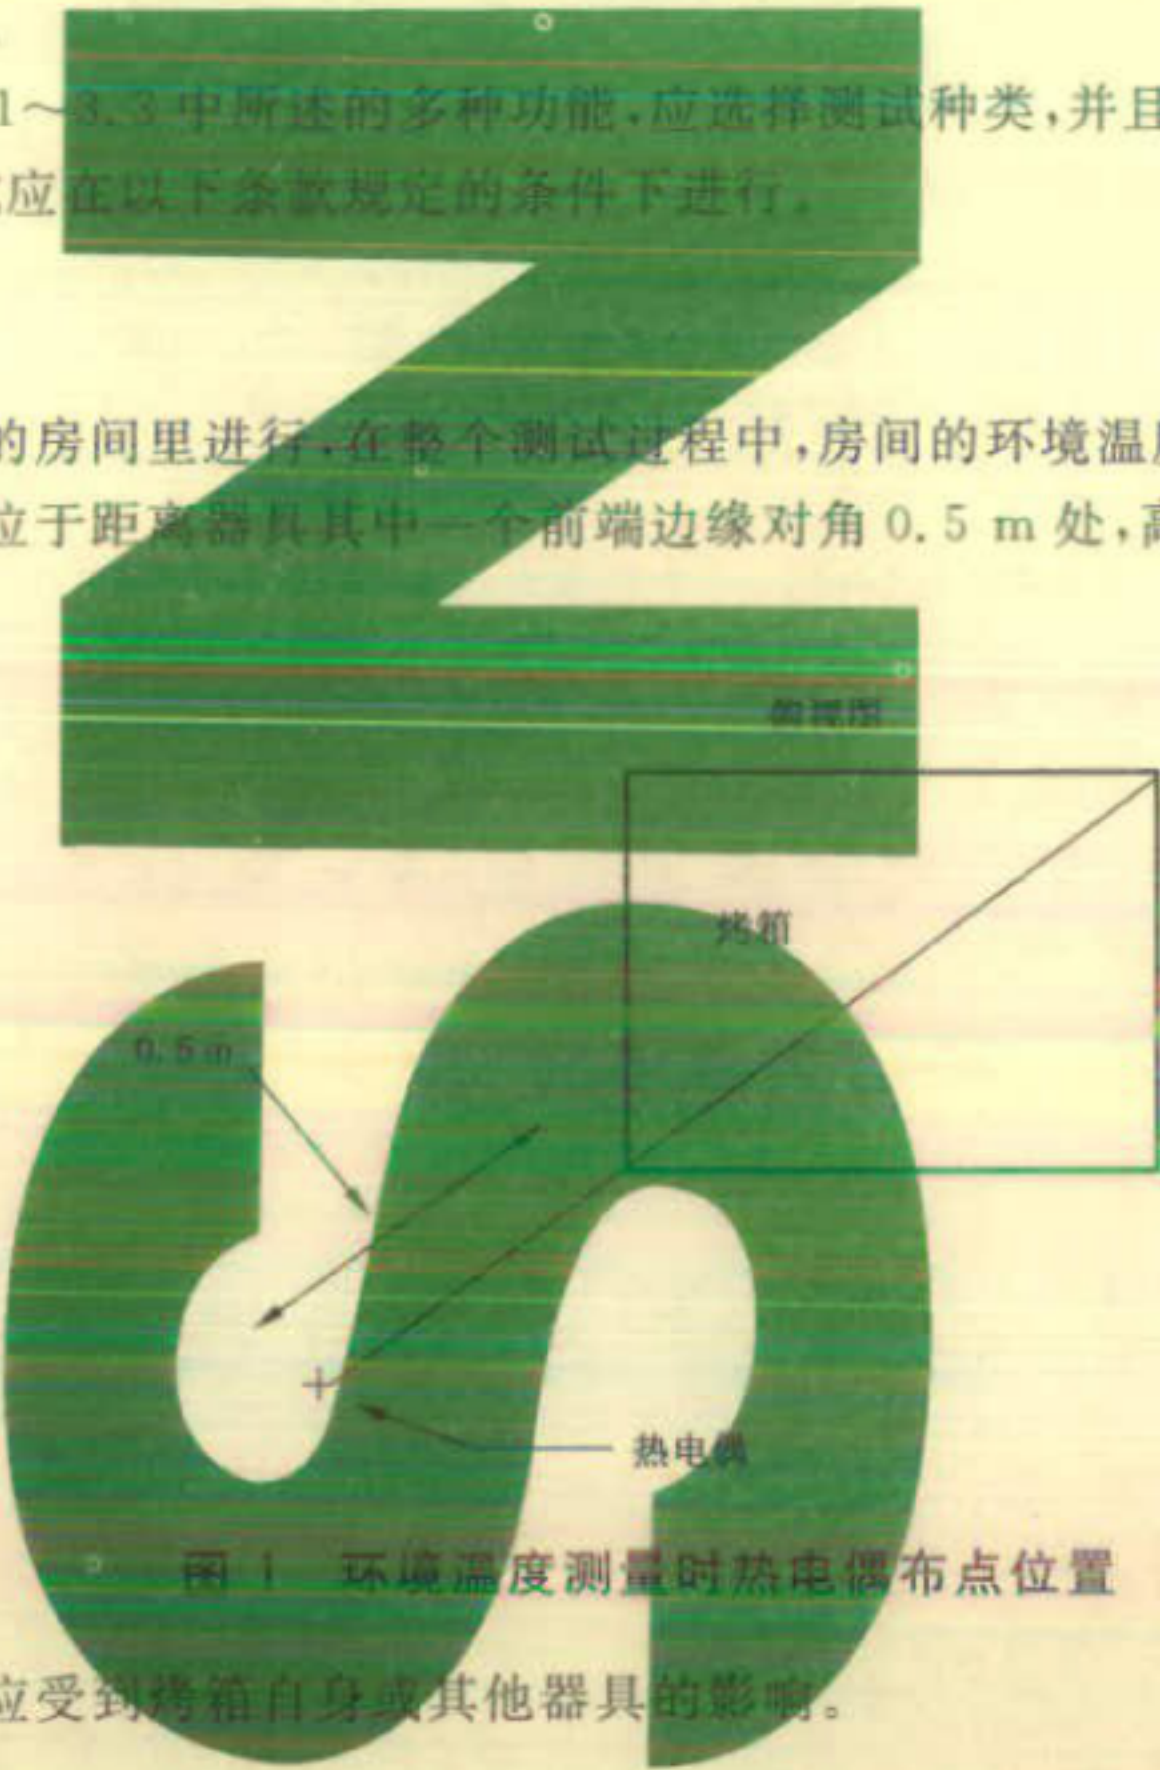 1~3.3中所述的多种功能,应选择测试种类,并且
应在以下条款规定的条件下进行。
的房间里进行,在整个测试过程中,房间的环境温度
位于距离器具其中一个前端边缘对角 0.5 m 处,高
俯视图
烤箱
0.5 m
热电偶
图 1 环境温度测量时热电偶布点位置
应受到烤箱自身或其他器具的影响。
SN